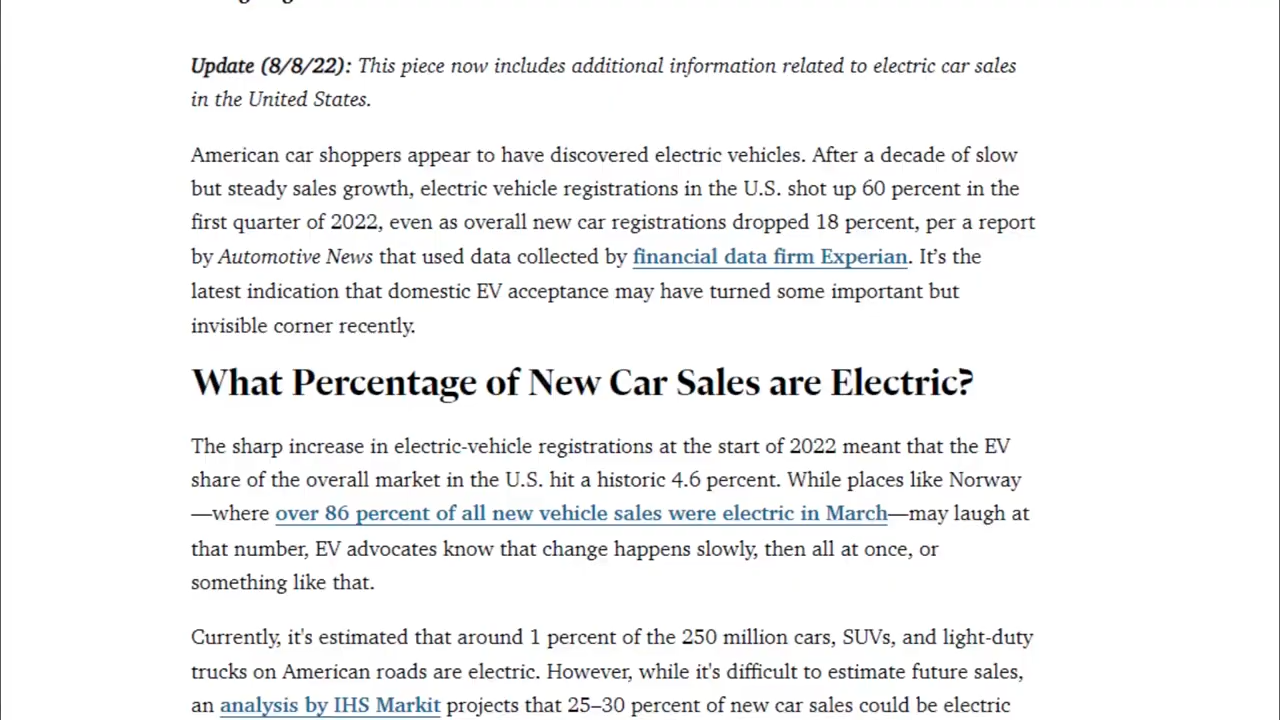 Update (8/8/22): This piece now includes additional information related to electric car sales
in the United States.
American car shoppers appear to have discovered electric vehicles. After a decade of slow
but steady sales growth, electric vehicle registrations in the U.S. shot up 60 percent in the
first quarter of 2022, even as overall new car registrations dropped 18 percent, per a report
by Automotive News that used data collected by financial data firm Experian. It’s the
latest indication that domestic EV acceptance may have turned some important but
invisible corner recently.
What Percentage of New Car Sales are Electric?
The sharp increase in electric-vehicle registrations at the start of 2022 meant that the EV
share of the overall market in the U.S. hit a historic 4.6 percent. While places like Norway
—where over 86 percent of all new vehicle sales were electric in March—may laugh at
that number, EV advocates know that change happens slowly, then all at once, or
something like that.
Currently, it's estimated that around 1 percent of the 250 million cars, SUVs, and light-duty
trucks on American roads are electric. However, while it's difficult to estimate future sales,
an analysis by IHS Markit projects that 25–30 percent of new car sales could be electric